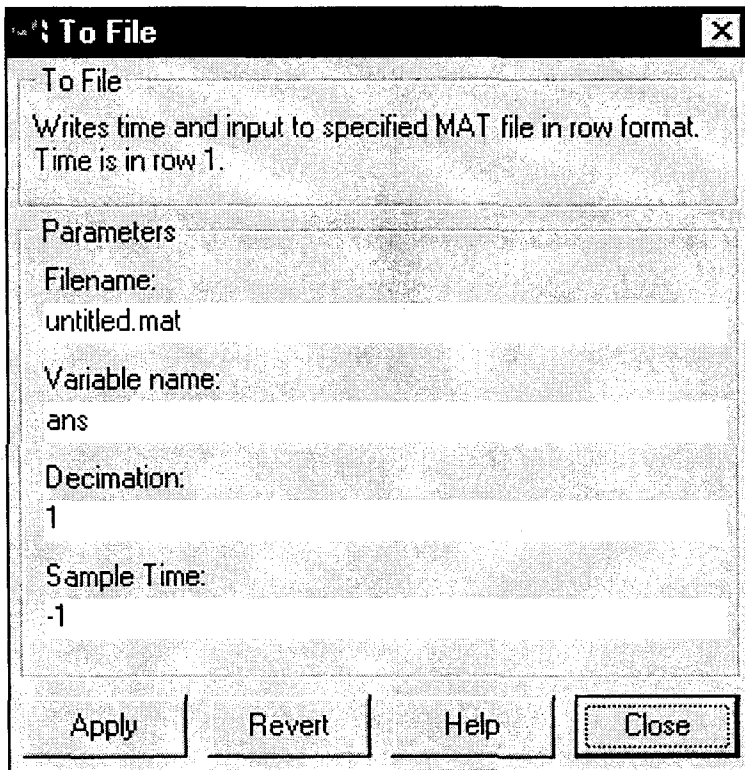 To File
To File
Writes time and input to specified MAT file in row format.
Time is in row 1.
Parameters
Filename:
untitled.mat
Variable name:
ans
Decimation:
1
Sample Time:
-1
Apply Revert Help Close